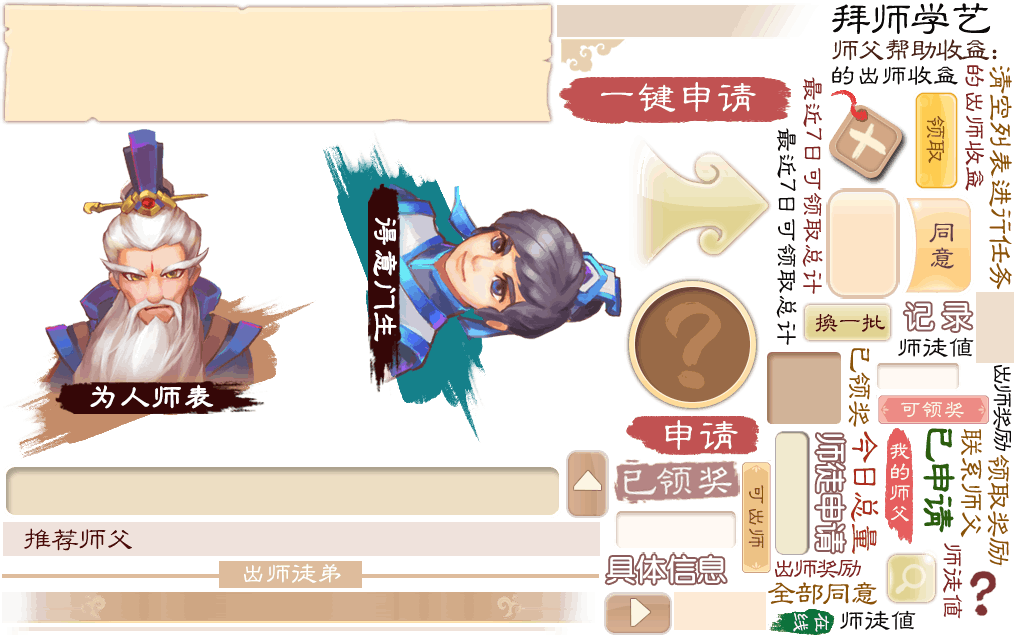 拜师学艺
师父帮助收益：
的出师收益
一键申请
最近7日可领取总计
最近7日可领取总计
的出师收益
清空列表进行任务
领取
同意
得意门生
为人师表
換一批
记录
师徒值
已领奖
可领奖
出师奖励
申请
已领奖
可出师
师徒申请
今日总量
我的师父
已申请
联系师父
领取奖励
推荐师父
出师徒弟
具体信息
出师奖励
全部同意
在线
师徒值
师徒值
?
?